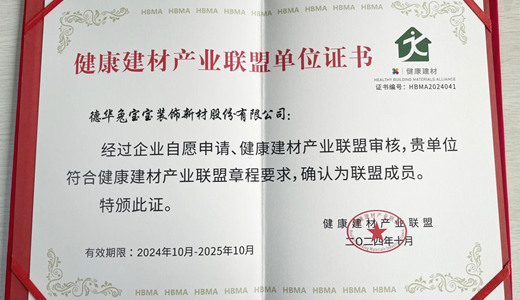 HBMA HBMA HBMA HBMA HBMA HBMA
健康建材产业联盟单位证书
健康建材
HEALTHY BUILDING MATERIALS ALLIANCE
证书编号：HBMA2024041
德华兔宝宝装饰新材股份有限公司：
经过企业自愿申请、健康建材产业联盟审核，贵单位
符合健康建材产业联盟章程要求，确认为联盟成员。
特颁此证。
健康建材产业联盟
二〇二四年十月
有效期限：2024年10月-2025年10月
HBMA HBMA HBMA HBMA HBMA HBMA